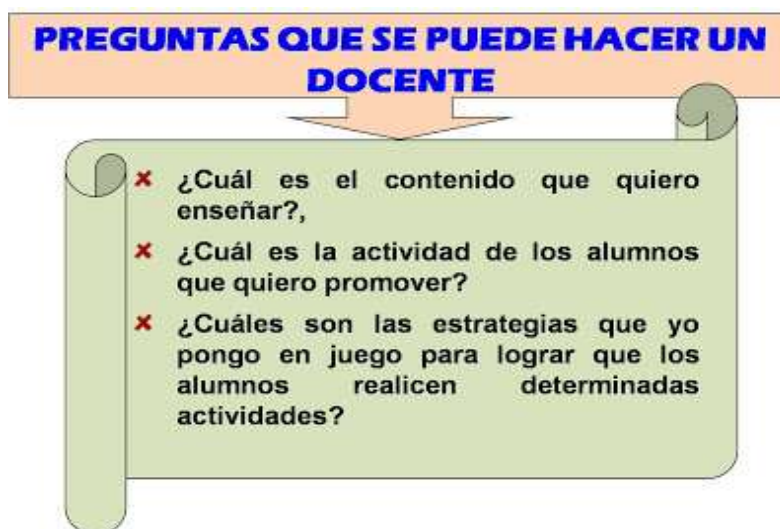 PREGUNTAS QUE SE PUEDE HACER UN
DOCENTE
¿Cuál es el contenido que quiero
enseñar?,
¿Cuál es la actividad de los alumnos
que quiero promover?
¿Cuáles son las estrategias que yo
pongo en juego para lograr que los
alumnos realicen determinadas
actividades?